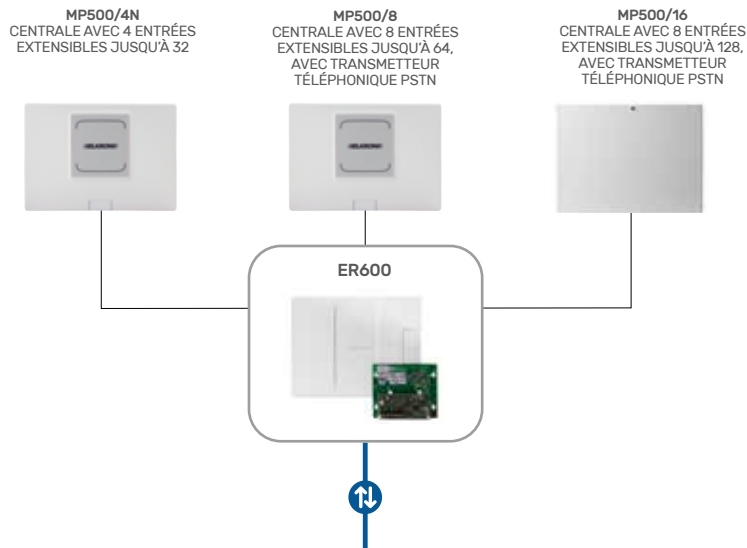 MP500/4N
CENTRALE AVEC 4 ENTRÉES
EXTENSIBLES JUSQU'À 32
MP500/8
CENTRALE AVEC 8 ENTRÉES
EXTENSIBLES JUSQU'À 64,
AVEC TRANSMETTEUR
TÉLÉPHONIQUE PSTN
MP500/16
CENTRALE AVEC 8 ENTRÉES
EXTENSIBLES JUSQU'À 128,
AVEC TRANSMETTEUR
TÉLÉPHONIQUE PSTN
ER600